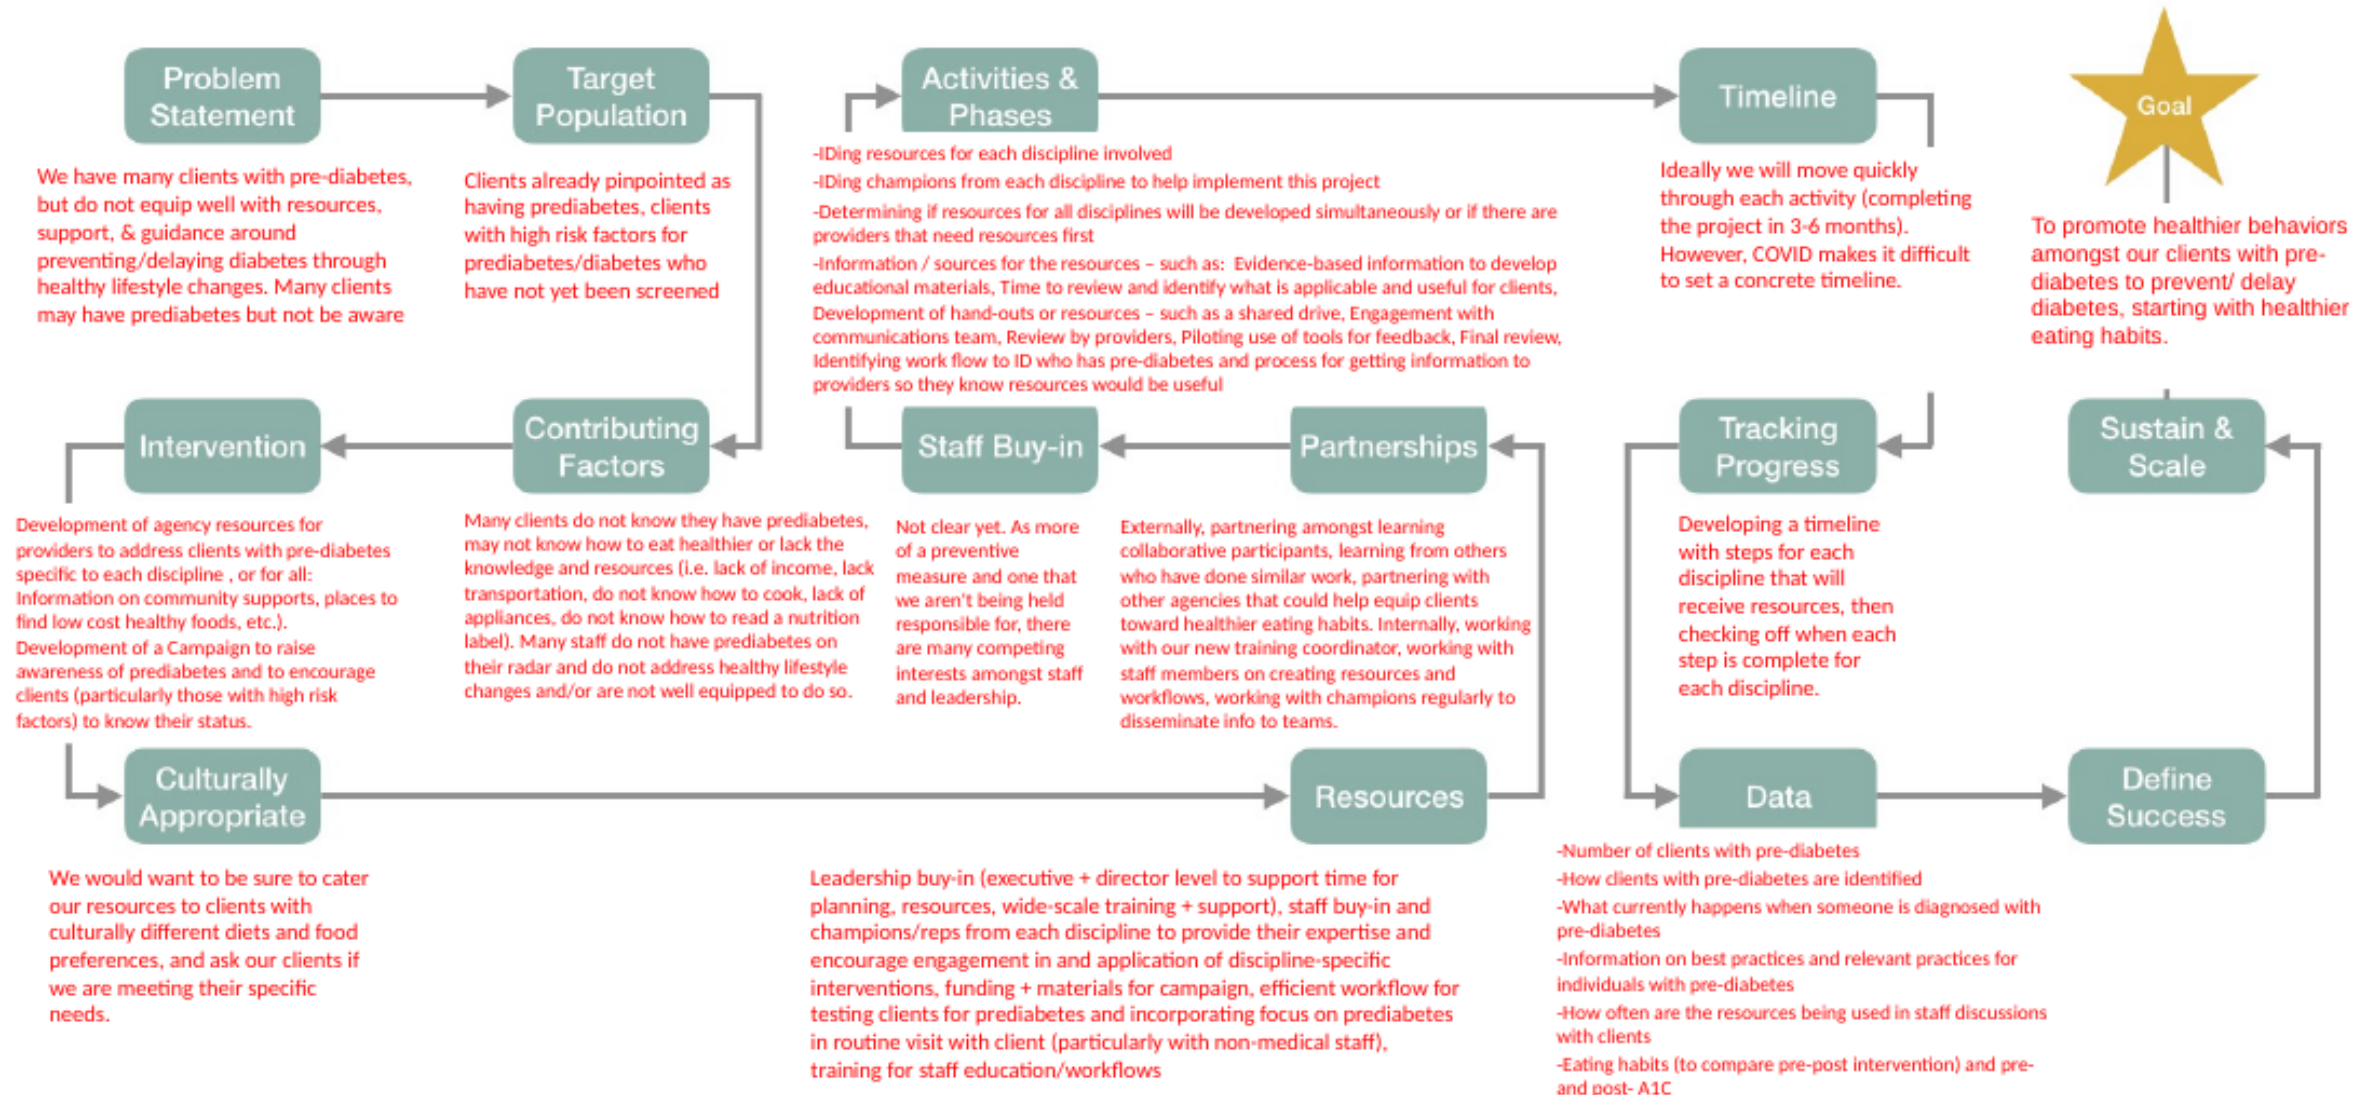 Problem
Statement
We have many clients with pre-diabetes,
but do not equip well with resources,
support, & guidance around
preventing/delaying diabetes through
healthy lifestyle changes. Many clients
may have prediabetes but not be aware
Target
Population
Clients already pinpointed as
having prediabetes, clients
with high risk factors for
prediabetes/diabetes who
have not yet been screened
Contributing
Factors
Many clients do not know they have prediabetes,
may not know how to eat healthier or lack the
knowledge and resources (i.e. lack of income, lack
transportation, do not know how to cook, lack of
appliances, do not know how to read a nutrition
label). Many staff do not have prediabetes on
their radar and do not address healthy lifestyle
changes and/or are not well equipped to do so.
Intervention
Development of agency resources for
providers to address clients with pre-diabetes
specific to each discipline , or for all:
Information on community supports, places to
find low cost healthy foods, etc.).
Development of a Campaign to raise
awareness of prediabetes and to encourage
clients (particularly those with high risk
factors) to know their status.
Culturally
Appropriate
We would want to be sure to cater
our resources to clients with
culturally different diets and food
preferences, and ask our clients if
we are meeting their specific
needs.
Resources
Leadership buy-in (executive + director level to support time for
planning, resources, wide-scale training + support), staff buy-in and
champions/reps from each discipline to provide their expertise and
encourage engagement in and application of discipline-specific
interventions, funding + materials for campaign, efficient workflow for
testing clients for prediabetes and incorporating focus on prediabetes
in routine visit with client (particularly with non-medical staff),
training for staff education/workflows
Partnerships
Externally, partnering amongst learning
collaborative participants, learning from others
who have done similar work, partnering with
other agencies that could help equip clients
toward healthier eating habits. Internally, working
with our new training coordinator, working with
staff members on creating resources and
workflows, working with champions regularly to
disseminate info to teams.
Staff Buy-in
Not clear yet. As more
of a preventive
measure and one that
we aren't being held
responsible for, there
are many competing
interests amongst staff
and leadership.
Activities &
Phases
-IDing resources for each discipline involved
-IDing champions from each discipline to help implement this project
-Determining if resources for all disciplines will be developed simultaneously or if there are
providers that need resources first
-Information / sources for the resources – such as: Evidence-based information to develop
educational materials, Time to review and identify what is applicable and useful for clients,
Development of hand-outs or resources – such as a shared drive, Engagement with
communications team, Review by providers, Piloting use of tools for feedback, Final review,
Identifying work flow to ID who has pre-diabetes and process for getting information to
providers so they know resources would be useful
Timeline
Ideally we will move quickly
through each activity (completing
the project in 3-6 months).
However, COVID makes it difficult
to set a concrete timeline.
Tracking
Progress
Developing a timeline
with steps for each
discipline that will
receive resources, then
checking off when each
step is complete for
each discipline.
Data
-Number of clients with pre-diabetes
-How clients with pre-diabetes are identified
-What currently happens when someone is diagnosed with
pre-diabetes
-Information on best practices and relevant practices for
individuals with pre-diabetes
-How often are the resources being used in staff discussions
with clients
-Eating habits (to compare pre-post intervention) and pre-
and post- A1C
Define
Success
Sustain &
Scale
Goal
To promote healthier behaviors
amongst our clients with pre-
diabetes to prevent/ delay
diabetes, starting with healthier
eating habits.